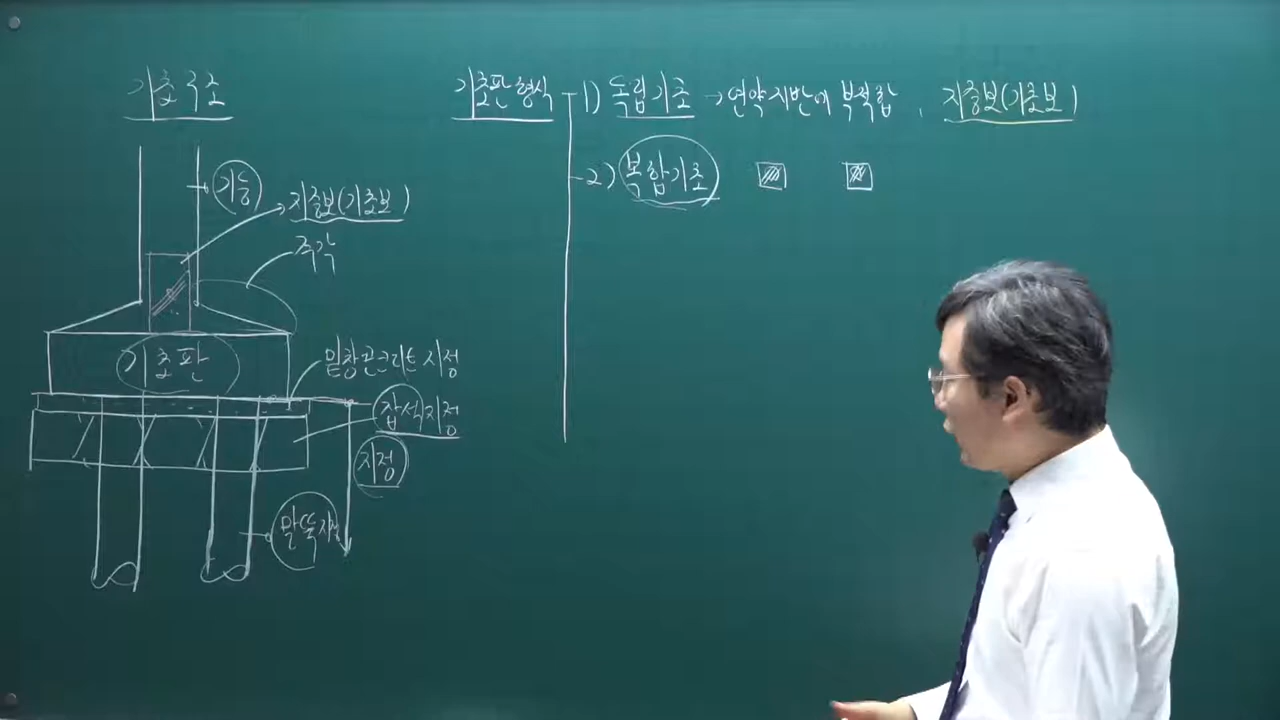 기초구조
기둥
지중보(기초보)
주각
기초판
밑창콘크리트지정
잡석지정
지정
말뚝지정
기초판형식
1) 독립기초 → 연약지반에 부적합, 지중보(기초보)
2) 복합기초